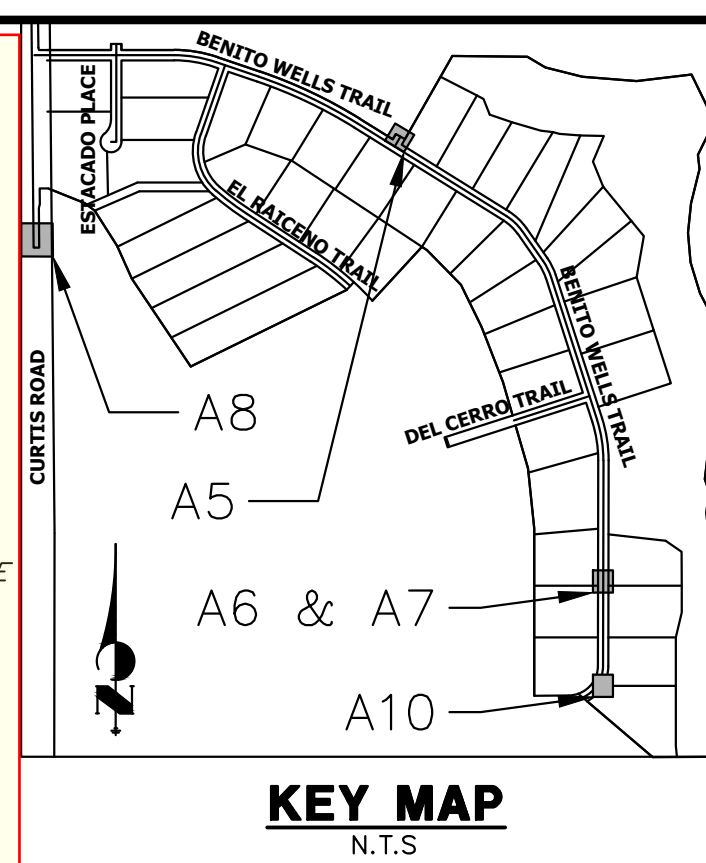 BENITO WELLS TRAIL
ESTACADO PLACE
EL RAICENO TRAIL
BENITO WELLS TRAIL
DEL CERRO TRAIL
CURTIS ROAD
A8
A5
A6 & A7
A10
N
KEY MAP
N.T.S